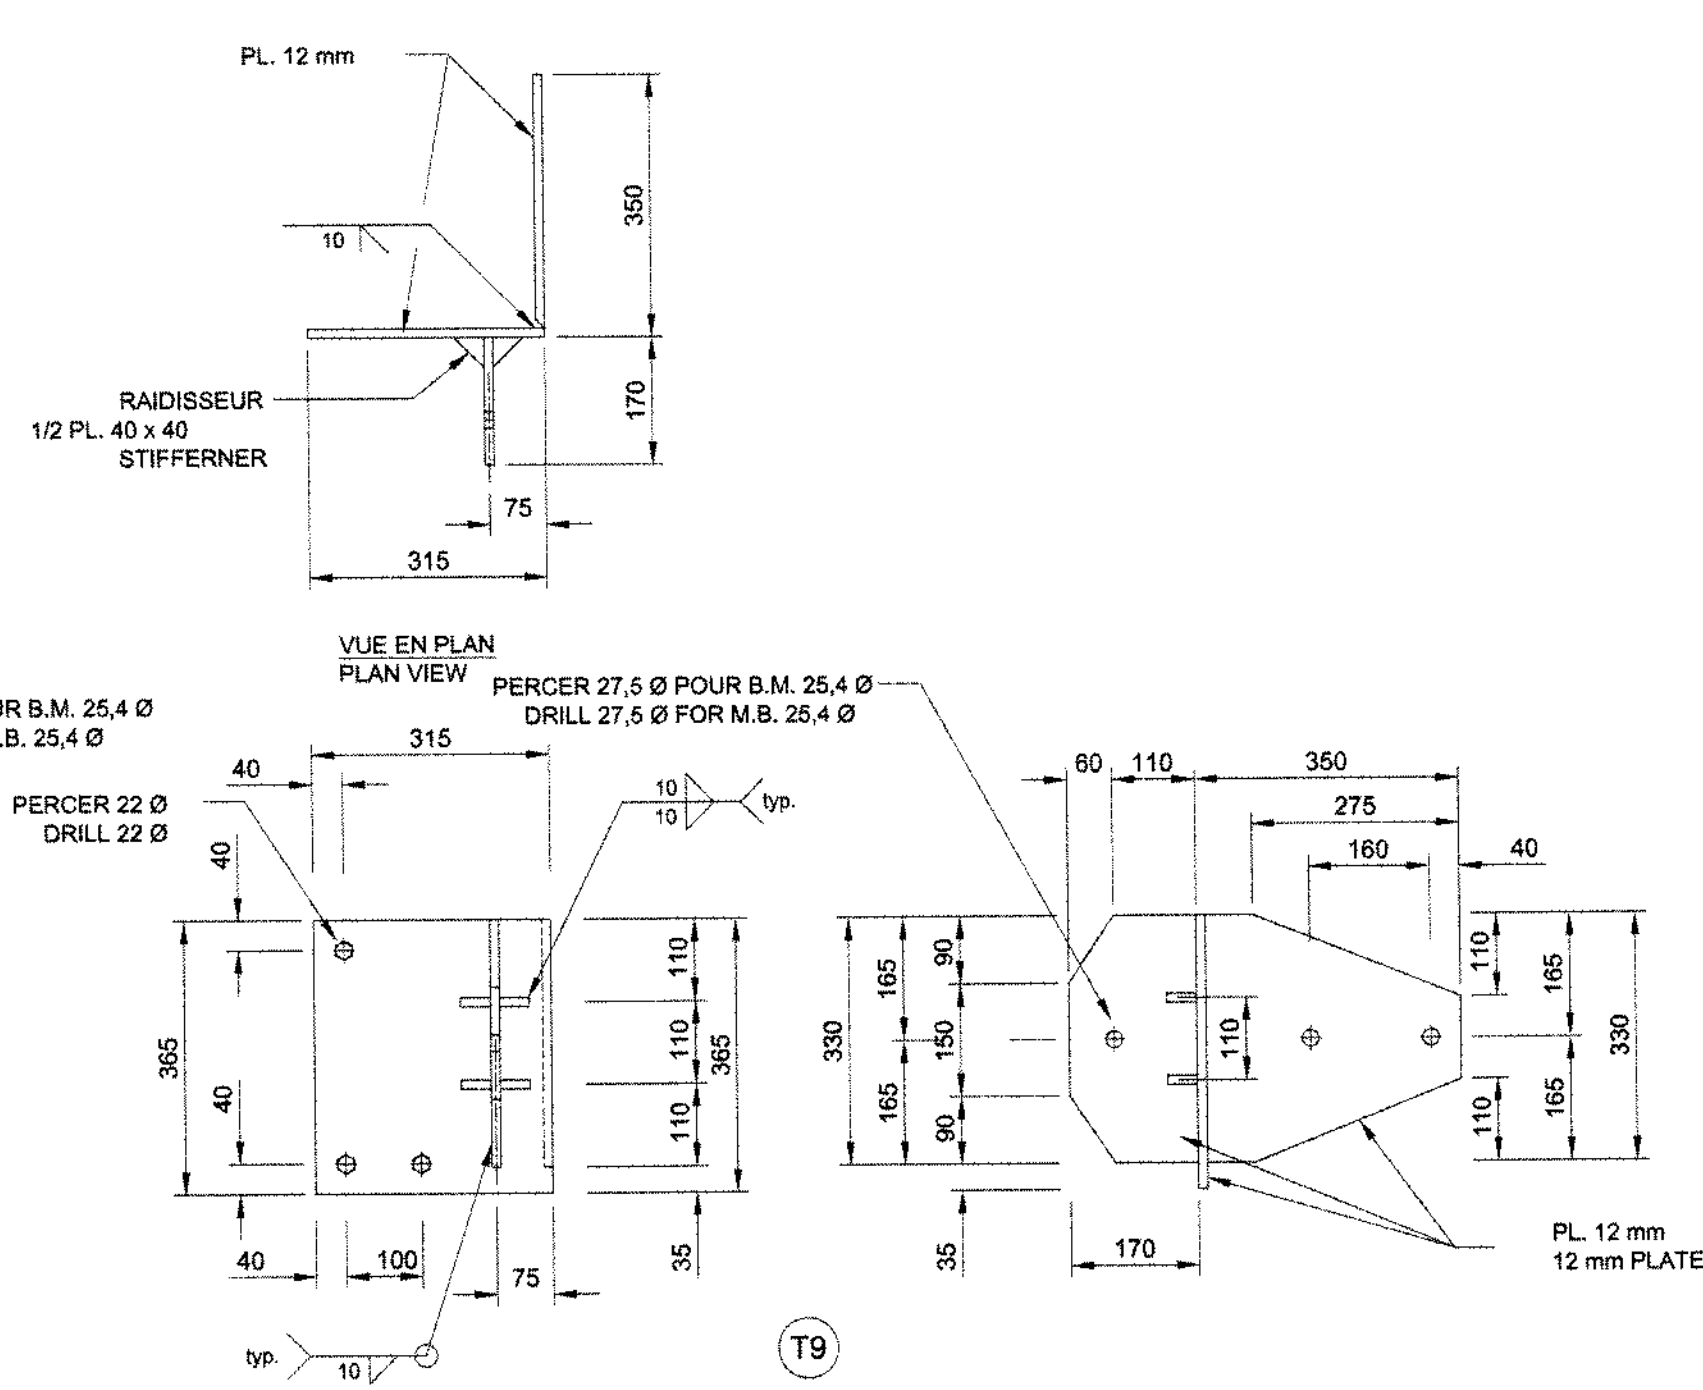 PL. 12 mm
350
10
170
RAIDISSEUR
1/2 PL. 40 x 40
STIFFERNER
75
315
VUE EN PLAN
PLAN VIEW
UR B.M. 25,4 Ø
.B. 25,4 Ø
PERCER 27,5 Ø POUR B.M. 25,4 Ø
DRILL 27,5 Ø FOR M.B. 25,4 Ø
315
40
PERCER 22 Ø
DRILL 22 Ø
40
10
10
typ.
365
40
110
110
110
365
35
40
100
75
typ.
10
60
110
350
275
160
40
330
165
165
90
150
90
110
110
110
165
165
330
35
170
PL. 12 mm
12 mm PLATE
T9